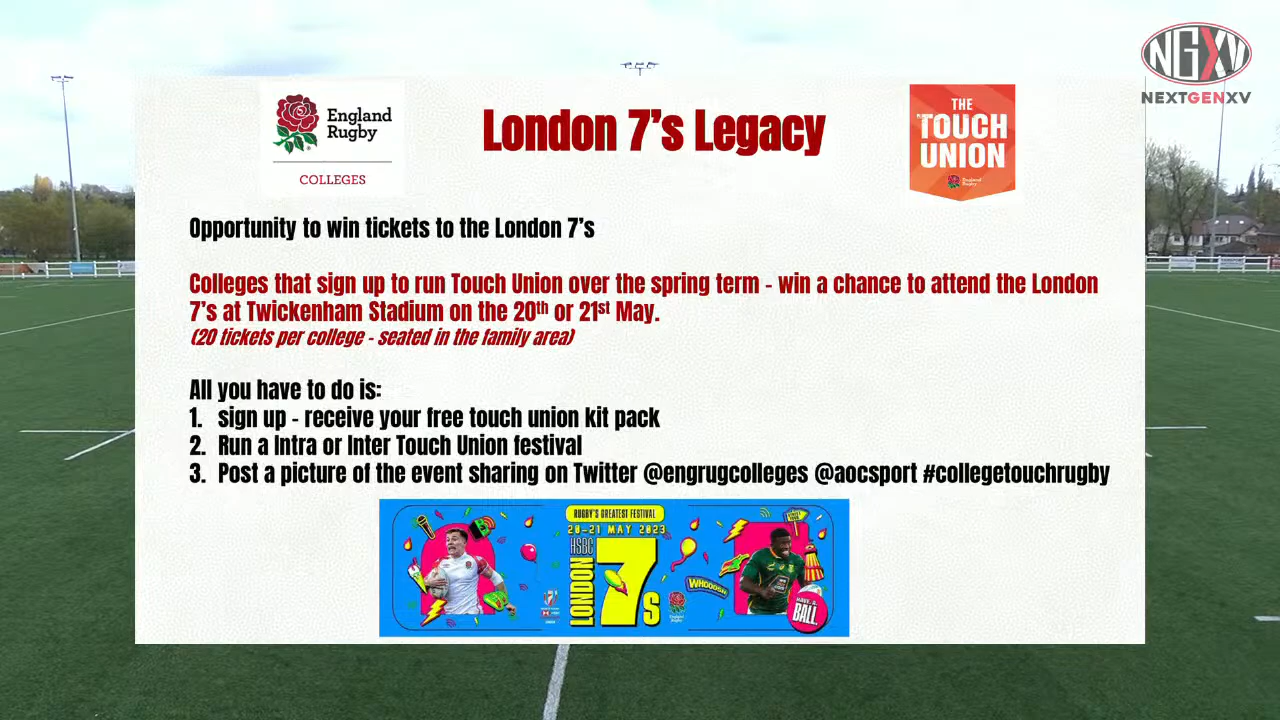 NGXV
NEXTGENXV
England
Rugby
COLLEGES
London 7’s Legacy
THE
TOUCH
UNION
England
Rugby
Opportunity to win tickets to the London 7’s
Colleges that sign up to run Touch Union over the spring term - win a chance to attend the London
7’s at Twickenham Stadium on the 20th or 21st May.
(20 tickets per college - seated in the family area)
All you have to do is:
1. sign up - receive your free touch union kit pack
2. Run a Intra or Inter Touch Union festival
3. Post a picture of the event sharing on Twitter @engrugcolleges @aocsport #collegetouchrugby
RUGBY'S GREATEST FESTIVAL
20-21 MAY 2023
HSBC
LONDON
7s
WHOOOSH
England
Rugby
HAVE A
BALL